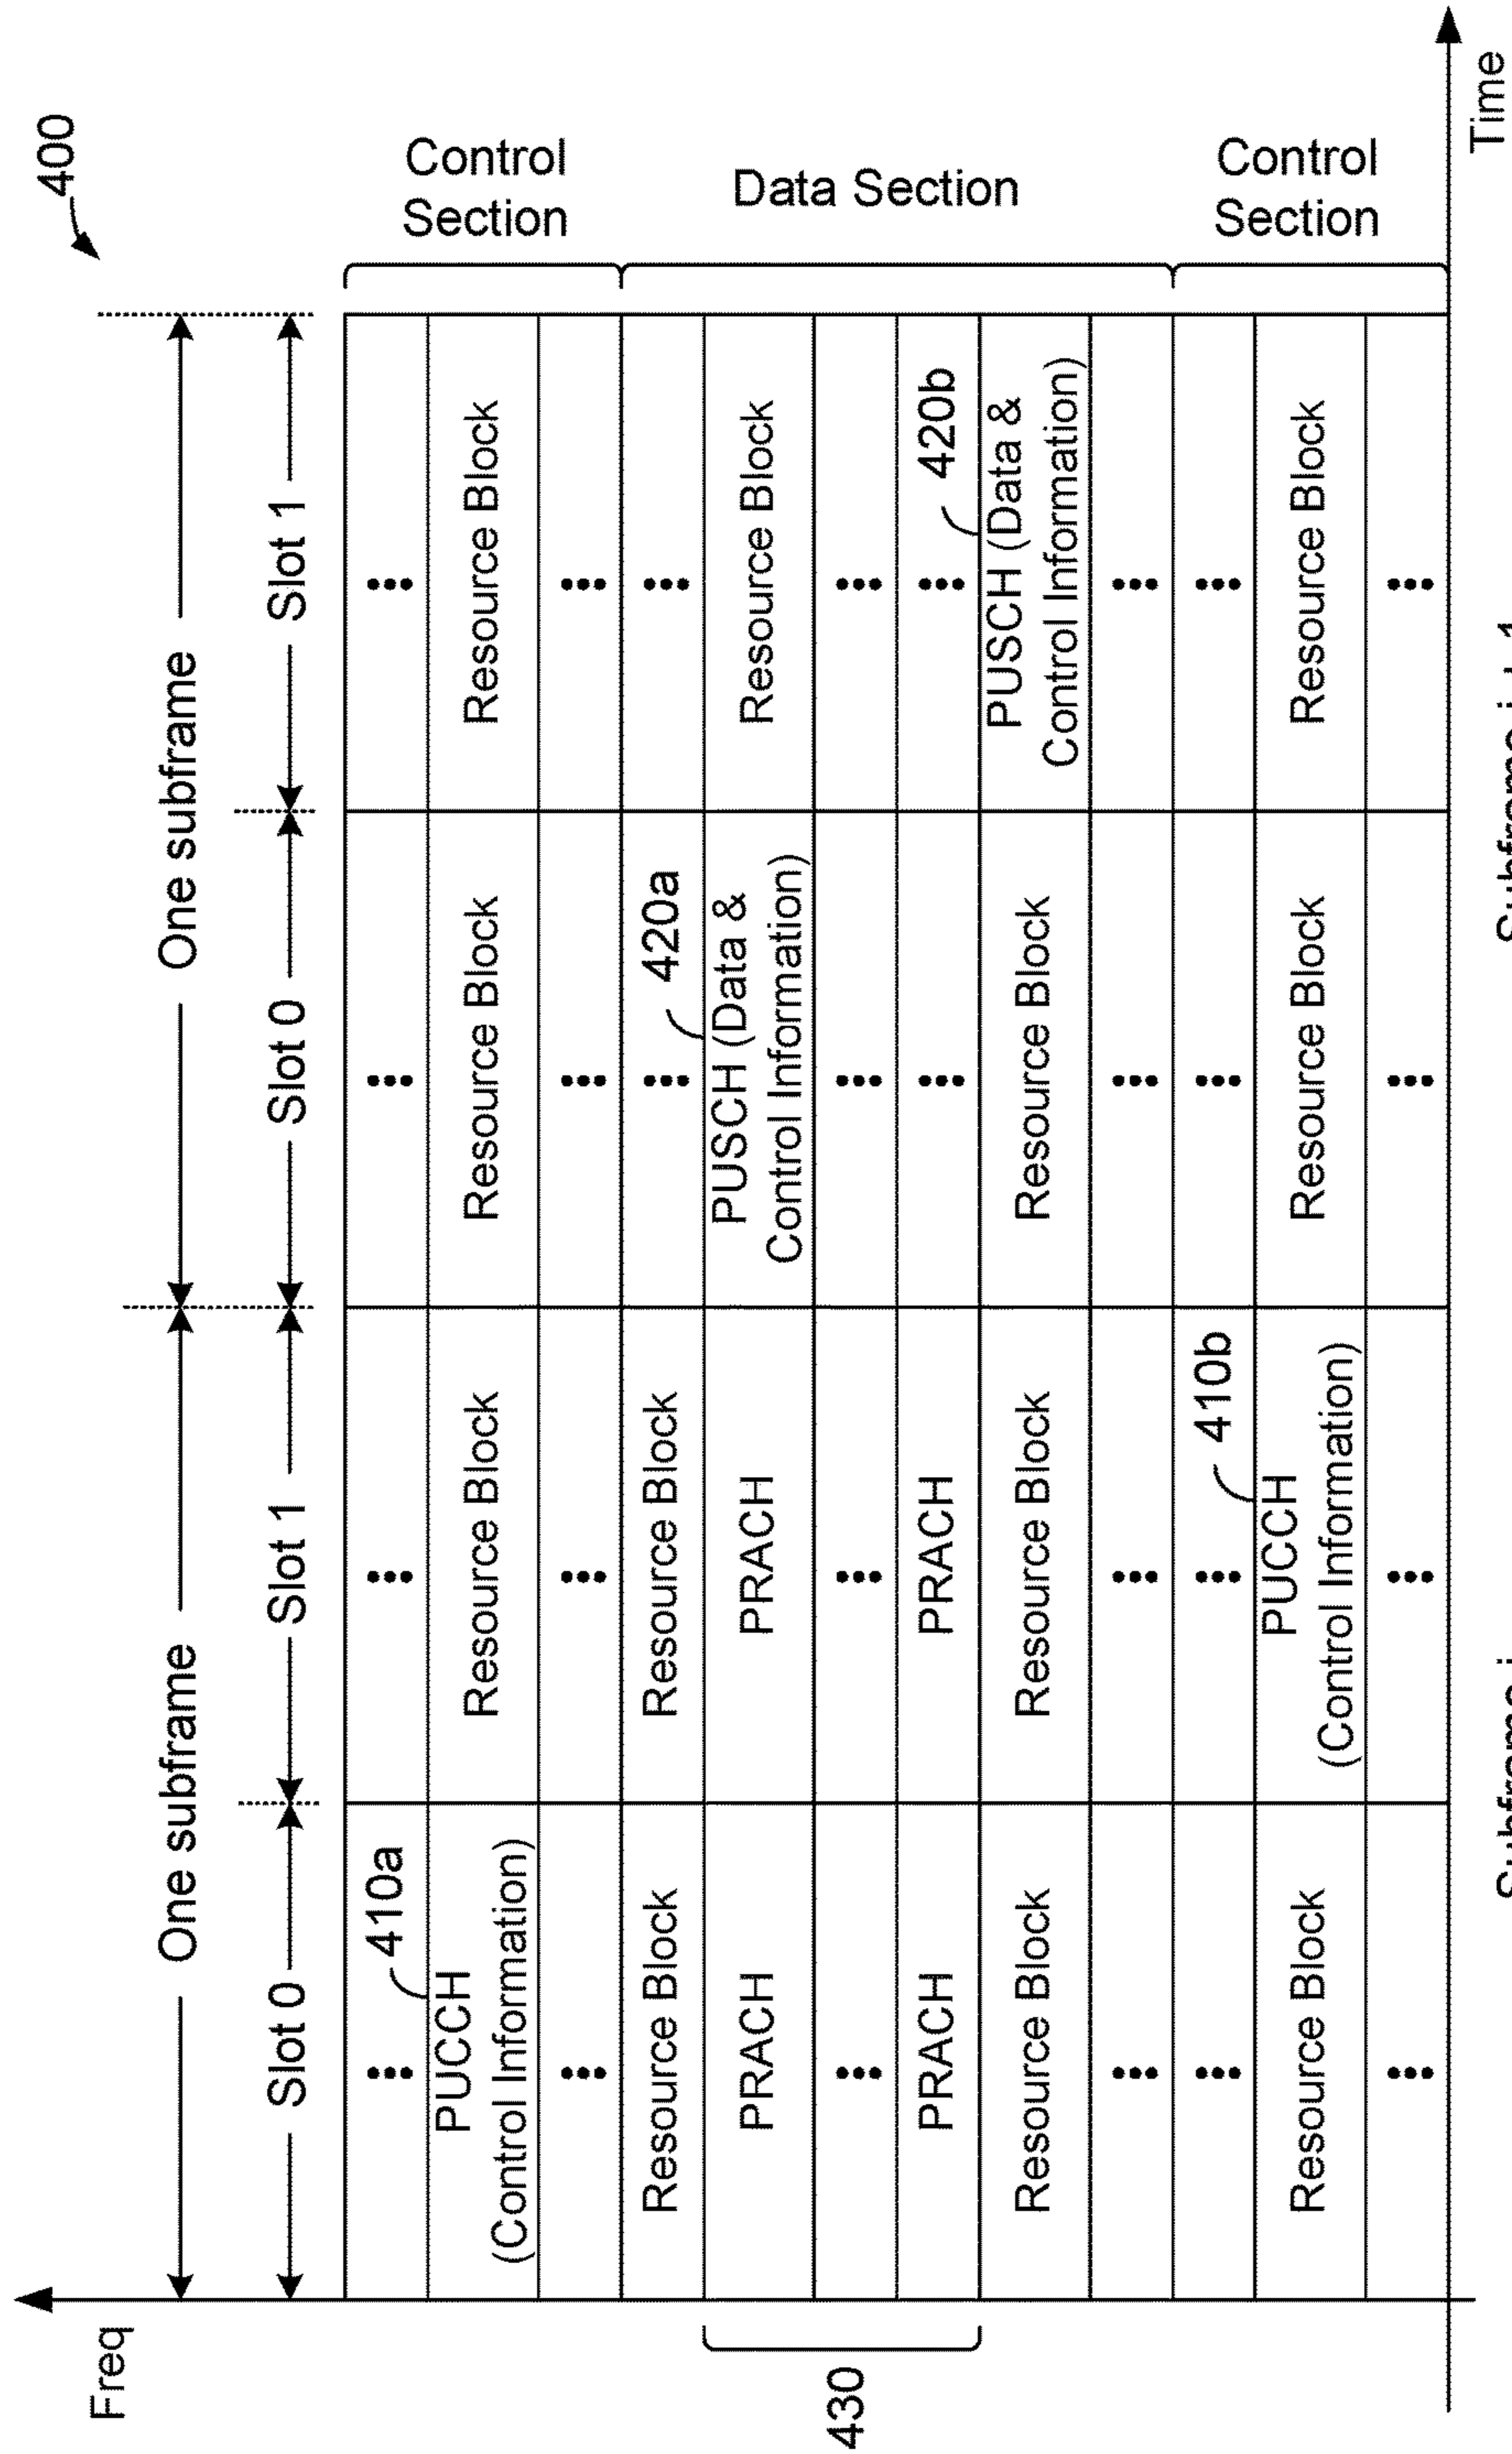 400
One subframe
One subframe
Slot 0
Slot 1
Slot 0
Slot 1
Freq
410a
PUCCH
(Control Information)
Resource Block
Resource Block
Resource Block
Control
Section
Resource Block
Resource Block
420a
PRACH
PRACH
PUSCH (Data &
Control Information)
Resource Block
430
PRACH
PRACH
420b
Resource Block
Resource Block
Resource Block
PUSCH (Data &
Control Information)
Data Section
410b
Resource Block
PUCCH
(Control Information)
Resource Block
Resource Block
Control
Section
Time